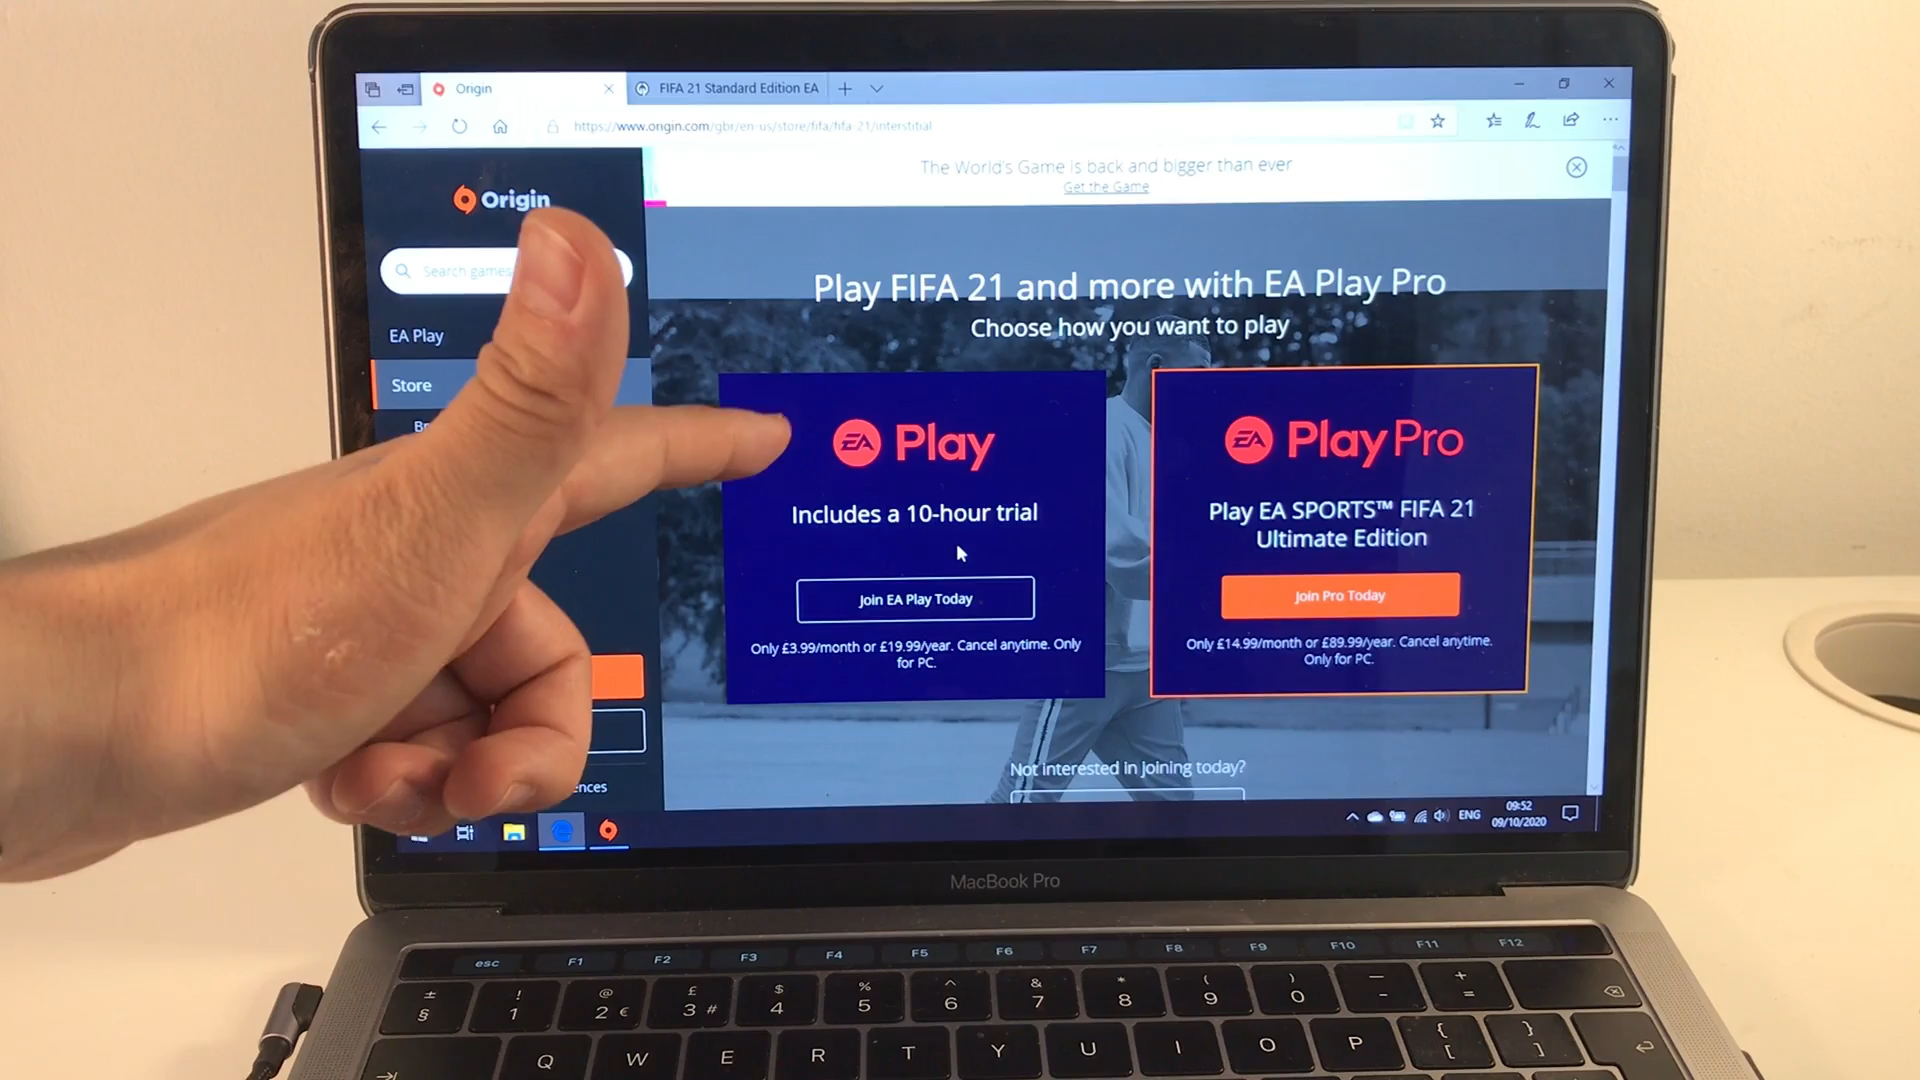 Origin
FIFA 21 Standard Edition EA
https://www.origin.com/gbr/en-us/store/fifa/fifa-21/interstitial
The World's Game is back and bigger than ever
Get the Game
Origin
Search games
EA Play
Store
Play FIFA 21 and more with EA Play Pro
Choose how you want to play
EA Play
Includes a 10-hour trial
Join EA Play Today
Only £3.99/month or £19.99/year. Cancel anytime. Only
for PC.
EA Play Pro
Play EA SPORTS™ FIFA 21
Ultimate Edition
Join Pro Today
Only £14.99/month or £89.99/year. Cancel anytime.
Only for PC.
Not interested in joining today?
ENG
09:52
09/10/2020
MacBook Pro
esc F1 F2 F3 F4 F5 F6 F7 F8 F9 F10 F11 F12
± ! @ £ $ % ^ & * ( ) _ +
§ 1 2 € 3 # 4 5 6 7 8 9 0 - =
Q W E R T Y U I O P { [ } ]